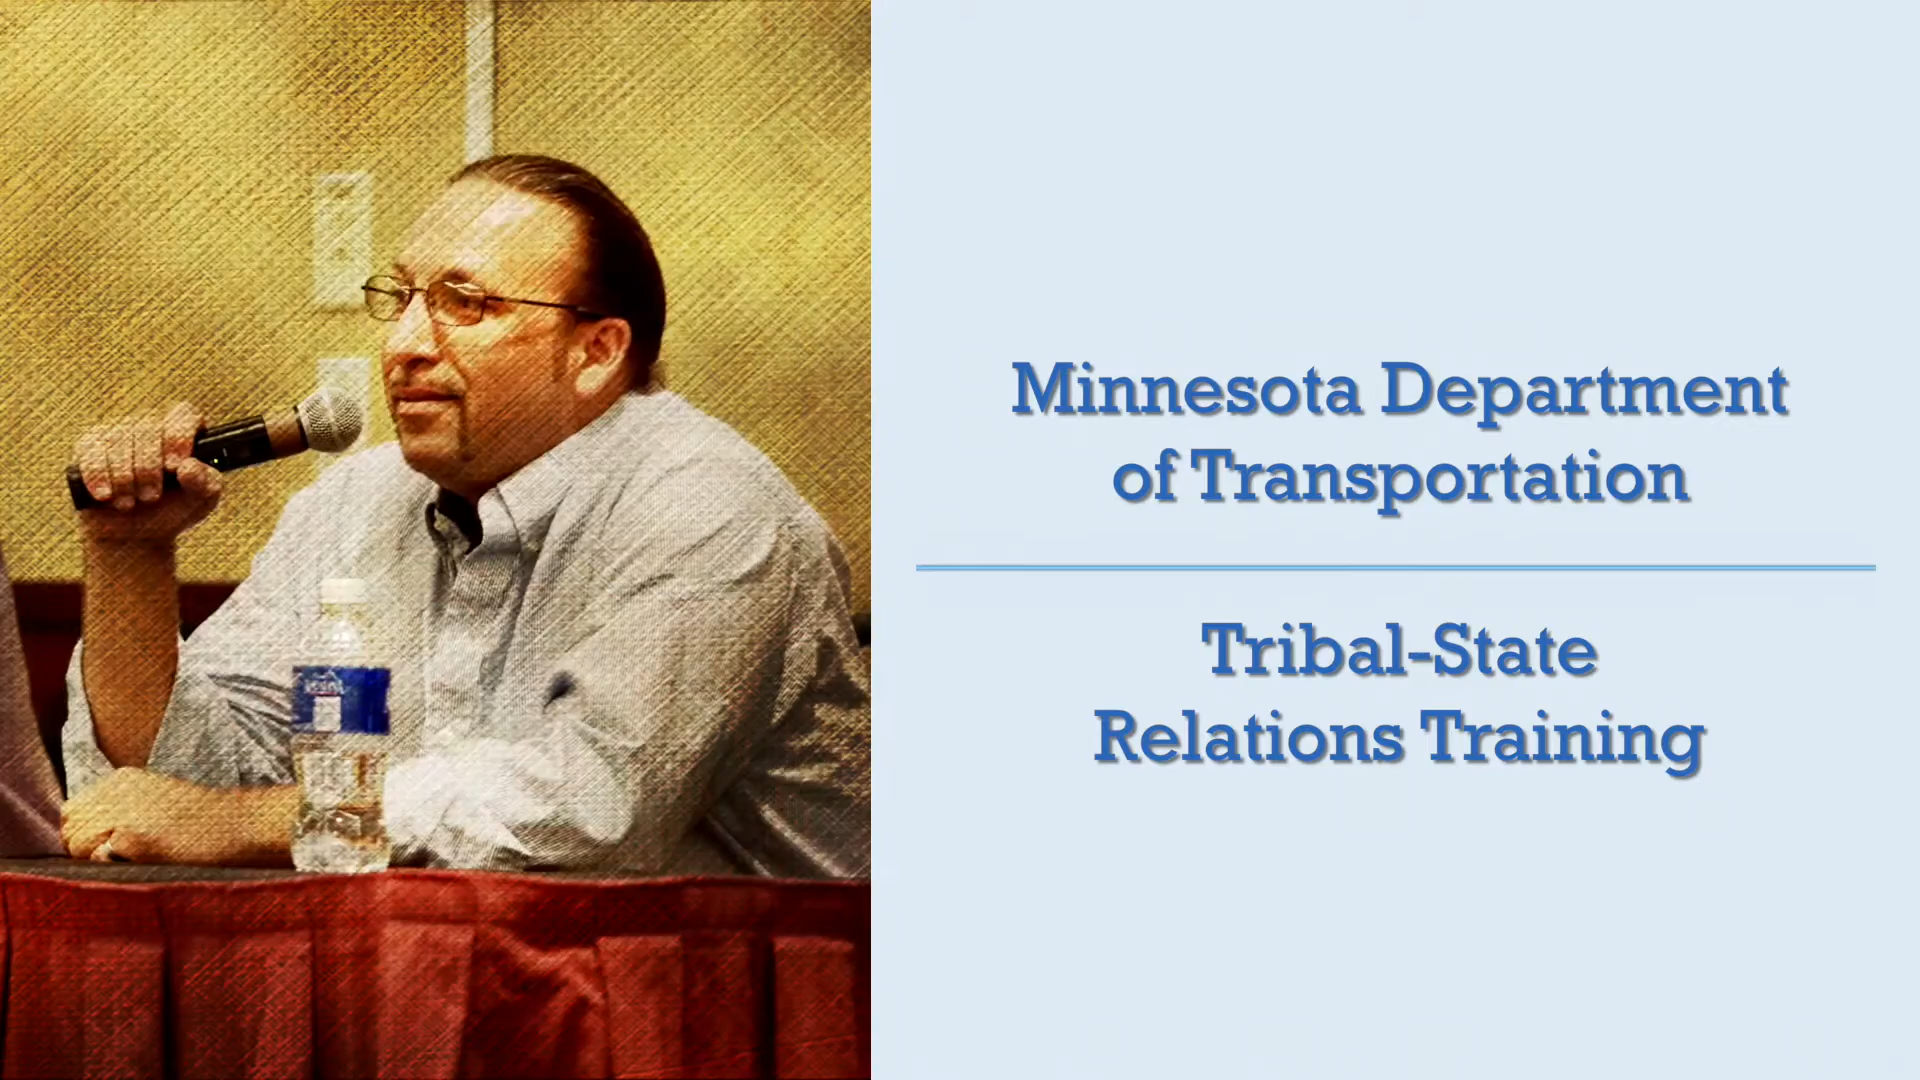 Minnesota Department
of Transportation
Tribal-State
Relations Training